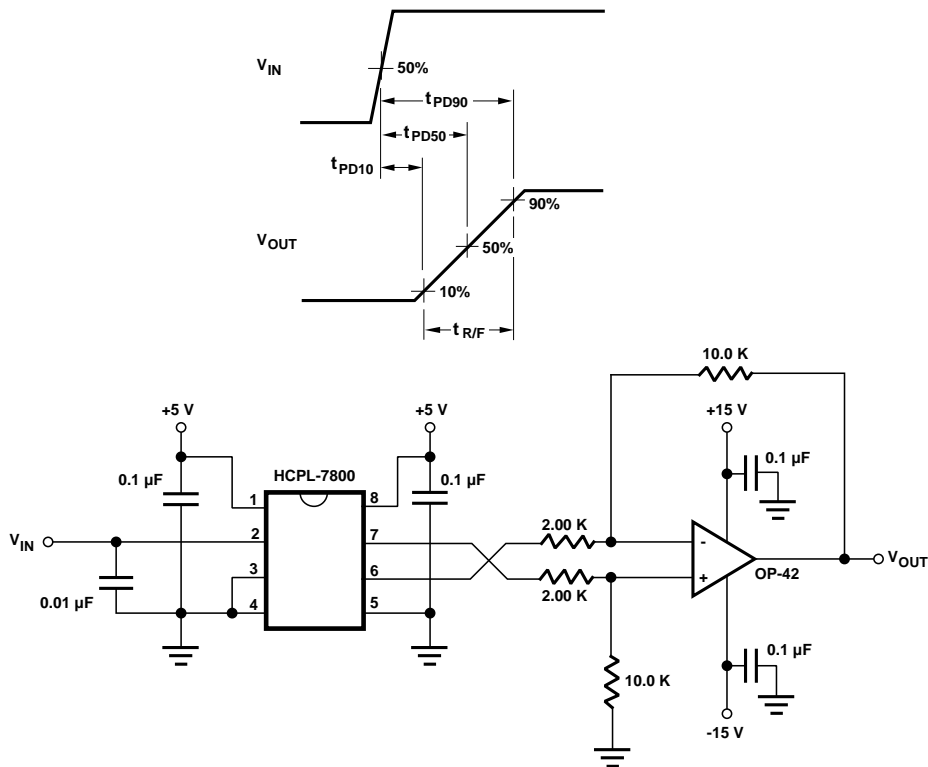 V_IN
50%
t_PD90
t_PD50
t_PD10
90%
V_OUT
50%
10%
t_R/F
10.0 K
+5 V
+5 V
+15 V
HCPL-7800
0.1 µF
0.1 µF
0.1 µF
1
8
2.00 K
V_IN
2
7
-
V_OUT
3
6
+
OP-42
0.01 µF
2.00 K
4
5
0.1 µF
10.0 K
-15 V